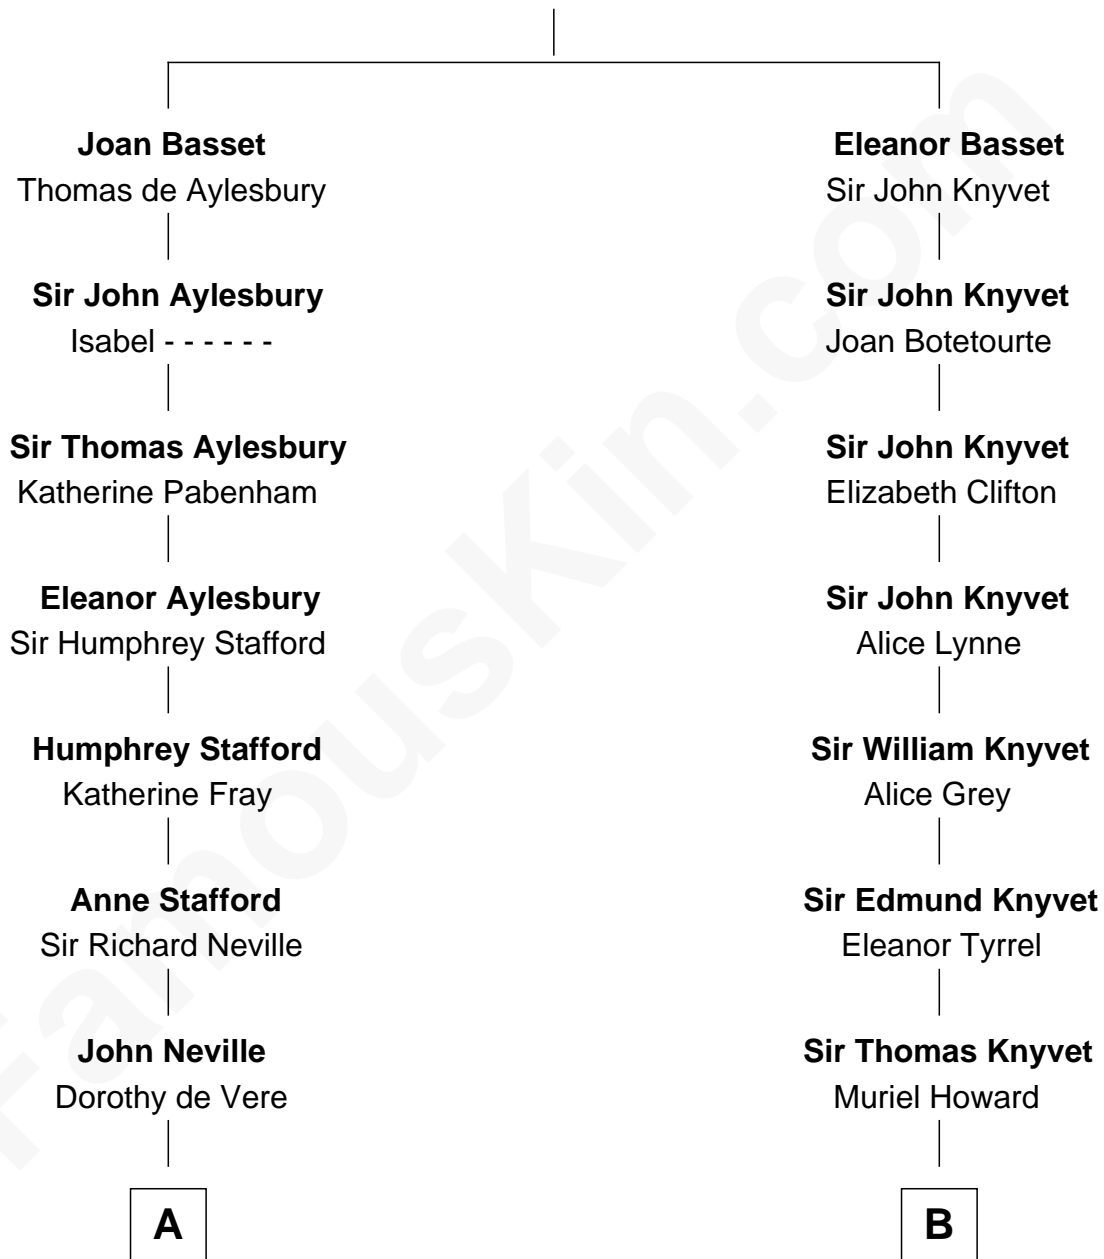 Joan Basset
Thomas de Aylesbury
Sir John Aylesbury
Isabel - - - - - -
Sir Thomas Aylesbury
Katherine Pabenham
Eleanor Aylesbury
Sir Humphrey Stafford
Humphrey Stafford
Katherine Fray
Anne Stafford
Sir Richard Neville
John Neville
Dorothy de Vere
A
Eleanor Basset
Sir John Knyvet
Sir John Knyvet
Joan Botetourte
Sir John Knyvet
Elizabeth Clifton
Sir John Knyvet
Alice Lynne
Sir William Knyvet
Alice Grey
Sir Edmund Knyvet
Eleanor Tyrrel
Sir Thomas Knyvet
Muriel Howard
B
FamousKin.com